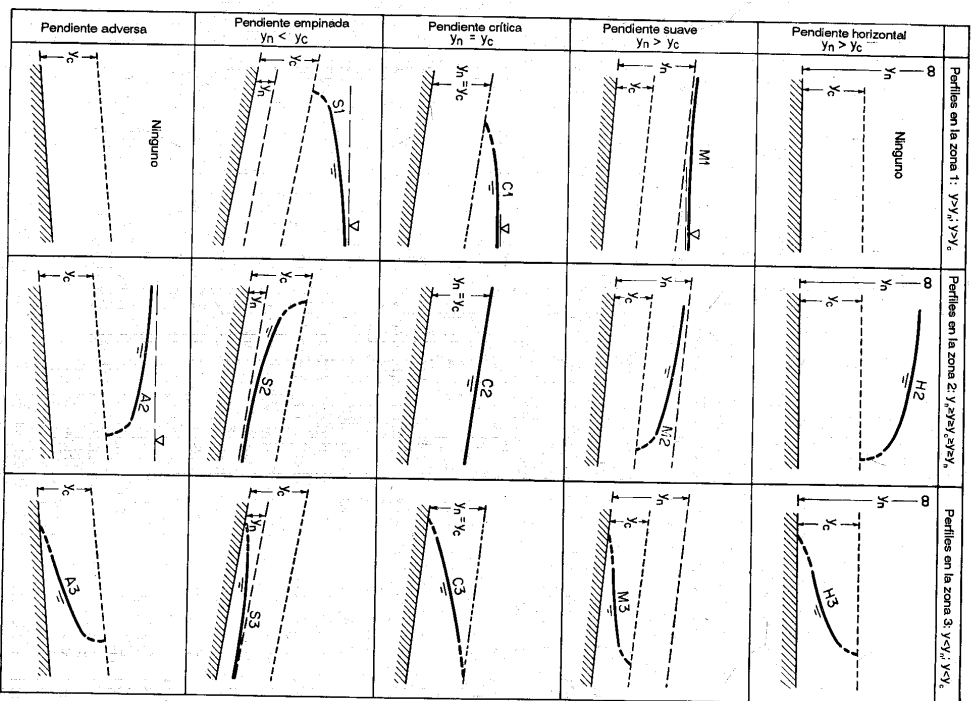 Pendiente adversa
Pendiente empinada
yn < yc
Pendiente crítica
yn = yc
Pendiente suave
yn > yc
Pendiente horizontal
yn > yc
Perfiles en la zona 1: y>yn; y>yc
yc
Ninguno
yc
yn
S1
yn=yc
C1
yn
yc
M1
∞
yn
yc
Ninguno
Perfiles en la zona 2: yn≥y≥yc≥y≥yn
yc
A2
yc
yn
S2
yn=yc
C2
yn
yc
M2
∞
yn
yc
H2
Perfiles en la zona 3: y<yn; y<yc
yc
A3
yc
yn
S3
yn=yc
C3
yn
yc
M3
∞
yn
yc
H3